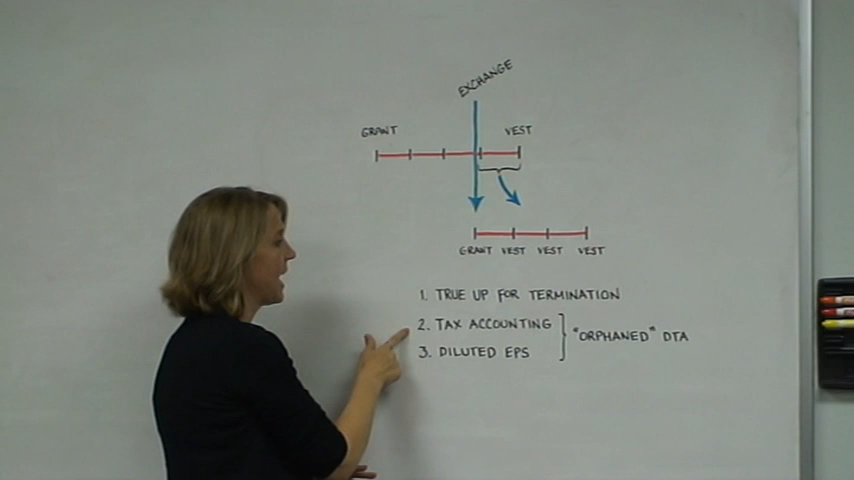 EXCHANGE
GRANT VEST
GRANT VEST VEST VEST
1. TRUE UP FOR TERMINATION
2. TAX ACCOUNTING
3. DILUTED EPS
"ORPHANED" DTA